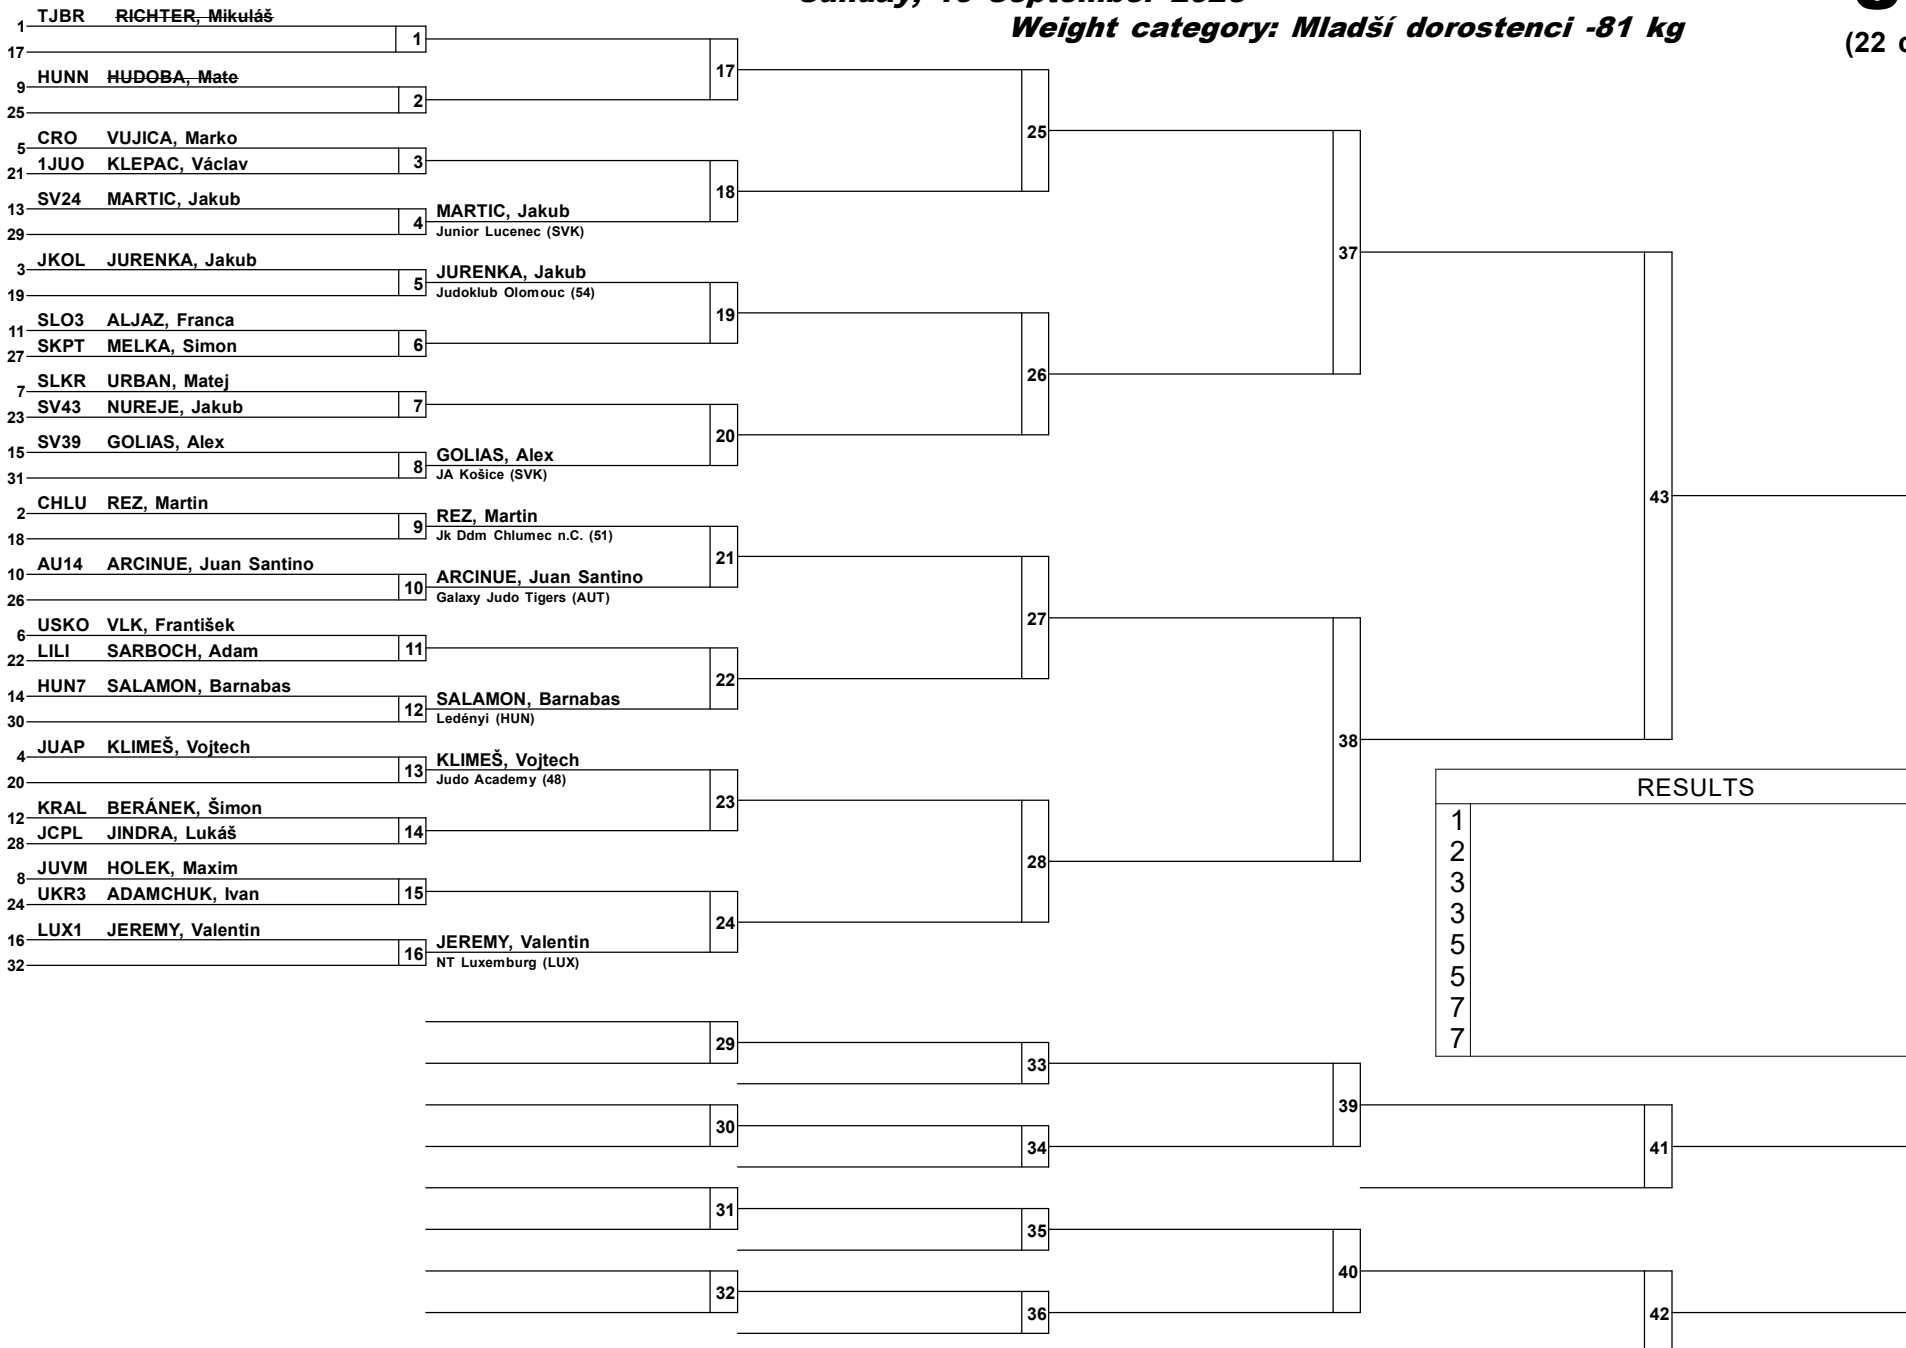 Weight category: Mladší dorostenci -81 kg
(22
1 TJBR RICHTER, Mikuláš
17
1
9 HUNN HUDOBA, Mate
25
2
5 CRO VUJICA, Marko
21 1JUO KLEPAC, Václav
3
13 SV24 MARTIC, Jakub
29
4
3 JKOL JURENKA, Jakub
19
5
11 SLO3 ALJAZ, Franca
27 SKPT MELKA, Simon
6
7 SLKR URBAN, Matej
23 SV43 NUREJE, Jakub
7
15 SV39 GOLIAS, Alex
31
8
2 CHLU REZ, Martin
18
9
10 AU14 ARCINUE, Juan Santino
26
10
6 USKO VLK, František
22 LILI SARBOCH, Adam
11
14 HUN7 SALAMON, Barnabas
30
12
4 JUAP KLIMEŠ, Vojtech
20
13
12 KRAL BERÁNEK, Šimon
28 JCPL JINDRA, Lukáš
14
8 JUVM HOLEK, Maxim
24 UKR3 ADAMCHUK, Ivan
15
16 LUX1 JEREMY, Valentin
32
16
MARTIC, Jakub
Junior Lucenec (SVK)
JURENKA, Jakub
Judoklub Olomouc (54)
GOLIAS, Alex
JA Košice (SVK)
REZ, Martin
Jk Ddm Chlumec n.C. (51)
ARCINUE, Juan Santino
Galaxy Judo Tigers (AUT)
SALAMON, Barnabas
Ledényi (HUN)
KLIMEŠ, Vojtech
Judo Academy (48)
JEREMY, Valentin
NT Luxemburg (LUX)
17
18
19
20
21
22
23
24
25
26
27
28
37
38
43
RESULTS
1
2
3
3
5
5
7
7
29
30
31
32
33
34
35
36
39
40
41
42